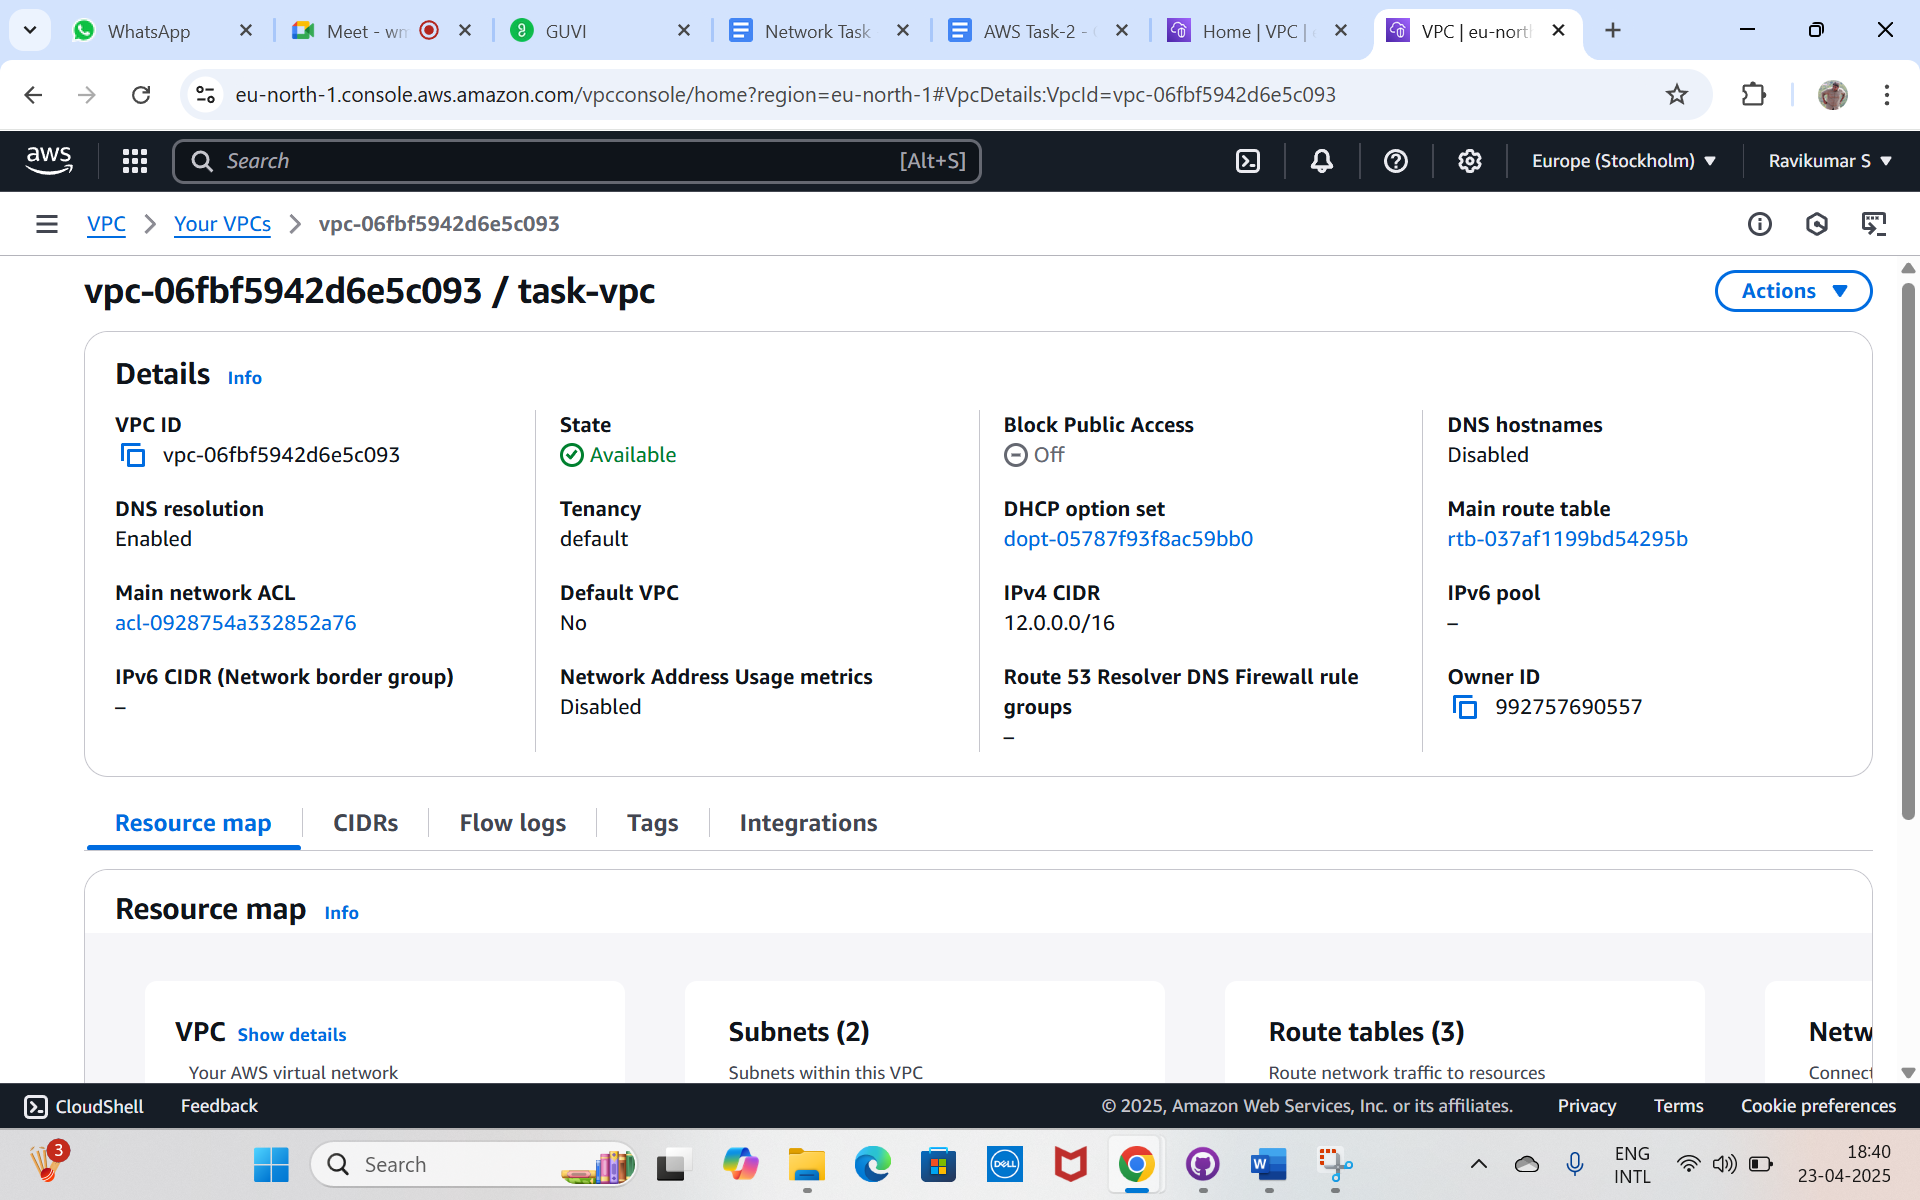 WhatsApp
Meet - wm
GUVI
Network Task
AWS Task-2 -
Home | VPC |
VPC | eu-nort
eu-north-1.console.aws.amazon.com/vpcconsole/home?region=eu-north-1#VpcDetails:VpcId=vpc-06fbf5942d6e5c093
aws
Search
[Alt+S]
Europe (Stockholm)
Ravikumar S
VPC
Your VPCs
vpc-06fbf5942d6e5c093
vpc-06fbf5942d6e5c093 / task-vpc
Actions
Details Info
VPC ID
vpc-06fbf5942d6e5c093
State
Available
Block Public Access
Off
DNS hostnames
Disabled
DNS resolution
Enabled
Tenancy
default
DHCP option set
dopt-05787f93f8ac59bb0
Main route table
rtb-037af1199bd54295b
Main network ACL
acl-0928754a332852a76
Default VPC
No
IPv4 CIDR
12.0.0.0/16
IPv6 pool
–
IPv6 CIDR (Network border group)
–
Network Address Usage metrics
Disabled
Route 53 Resolver DNS Firewall rule
groups
–
Owner ID
992757690557
Resource map
CIDRs
Flow logs
Tags
Integrations
Resource map Info
VPC Show details
Your AWS virtual network
Subnets (2)
Subnets within this VPC
Route tables (3)
Route network traffic to resources
Netw
Connect
CloudShell
Feedback
© 2025, Amazon Web Services, Inc. or its affiliates.
Privacy
Terms
Cookie preferences
3
Search
DELL
W
ENG
INTL
18:40
23-04-2025